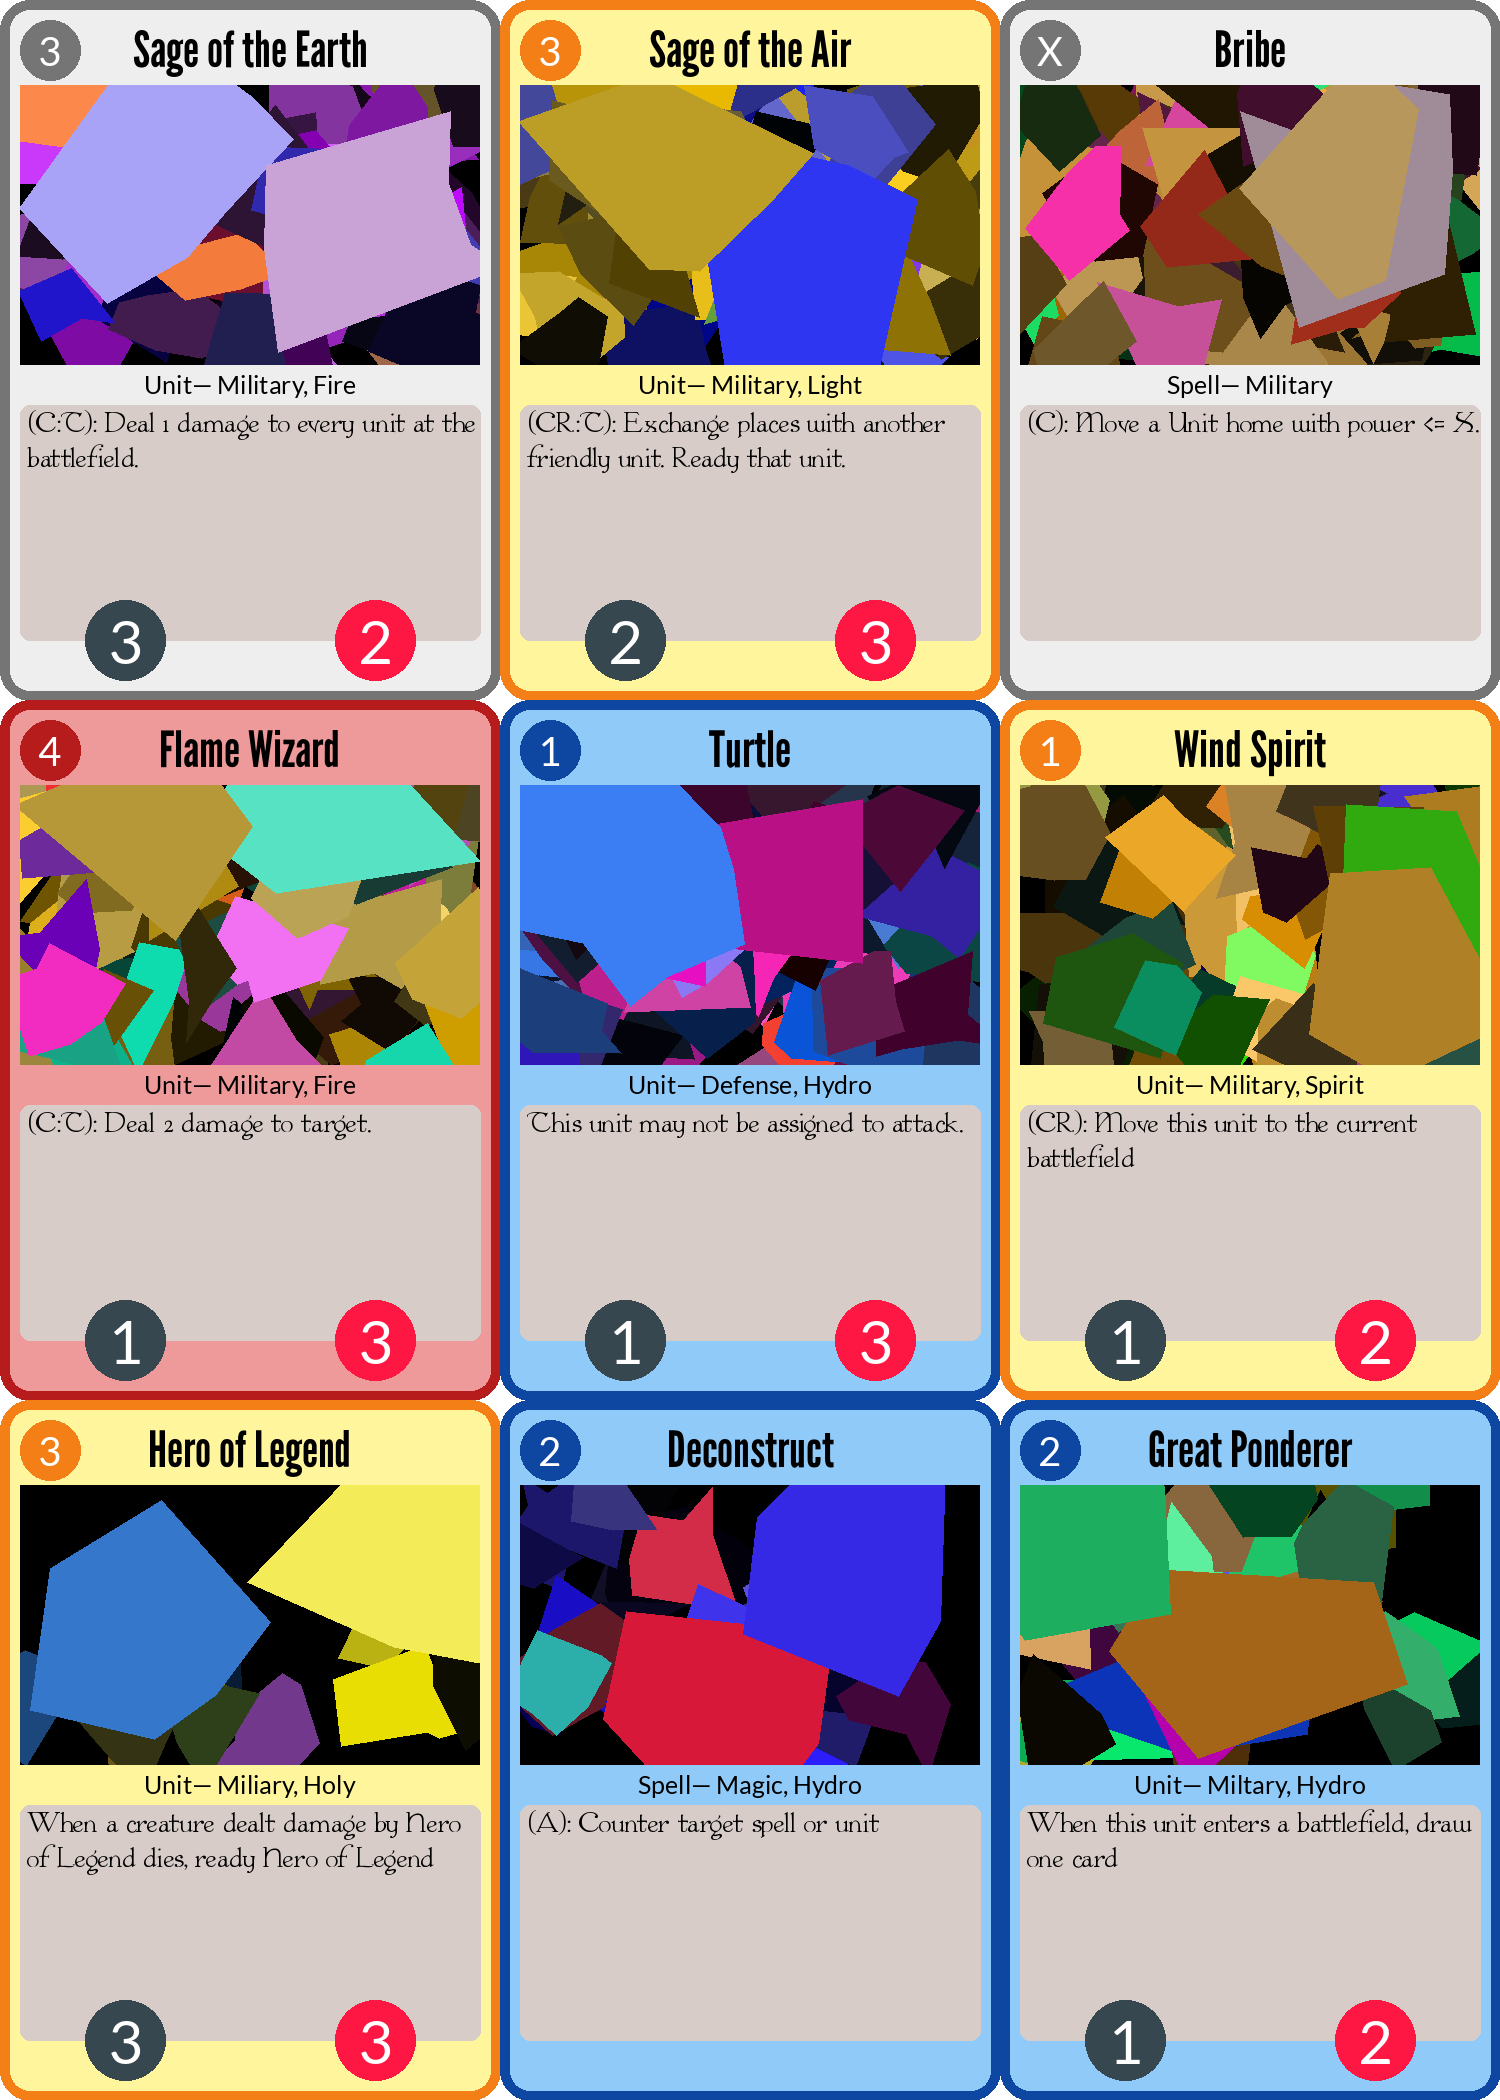 3 Sage of the Earth
Unit— Military, Fire
(C:T): Deal 1 damage to every unit at the
battlefield.
3 2
3 Sage of the Air
Unit— Military, Light
(CR:T): Exchange places with another
friendly unit. Ready that unit.
2 3
X Bribe
Spell— Military
(C): Move a Unit home with power <= X.
4 Flame Wizard
Unit— Military, Fire
(C:T): Deal 2 damage to target.
1 3
1 Turtle
Unit— Defense, Hydro
This unit may not be assigned to attack.
1 3
1 Wind Spirit
Unit— Military, Spirit
(CR): Move this unit to the current
battlefield
1 2
3 Hero of Legend
Unit— Miliary, Holy
When a creature dealt damage by Hero
of Legend dies, ready Hero of Legend
3 3
2 Deconstruct
Spell— Magic, Hydro
(A): Counter target spell or unit
2 Great Ponderer
Unit— Miltary, Hydro
When this unit enters a battlefield, draw
one card
1 2